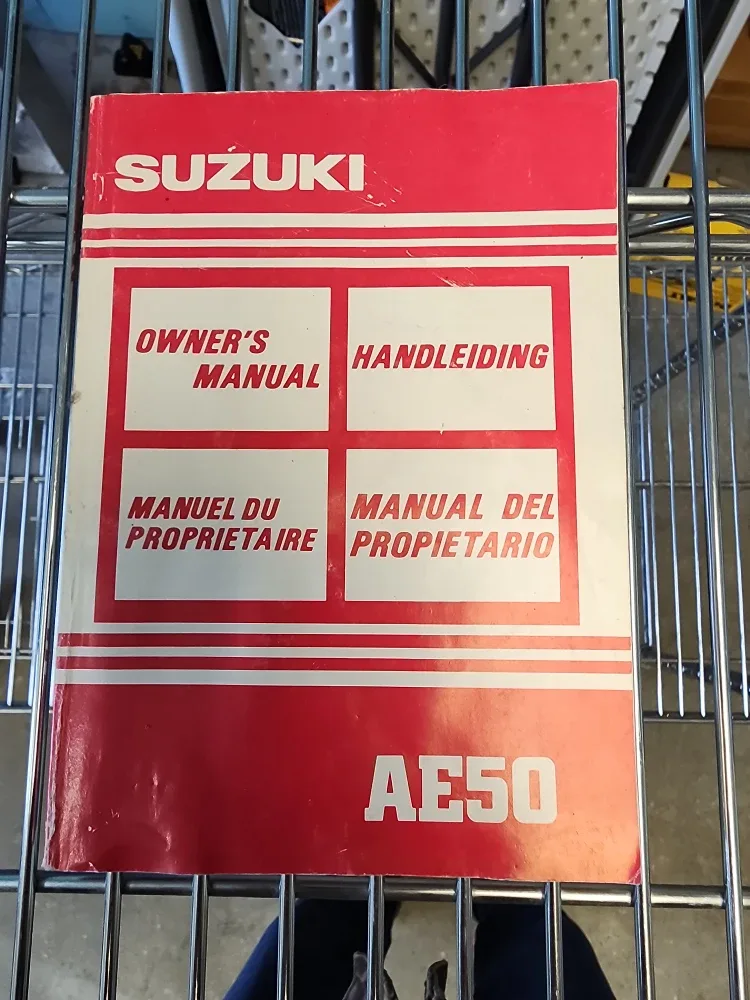 SUZUKI
OWNER'S
MANUAL
HANDLEIDING
MANUEL DU
PROPRIETAIRE
MANUAL DEL
PROPIETARIO
AE50